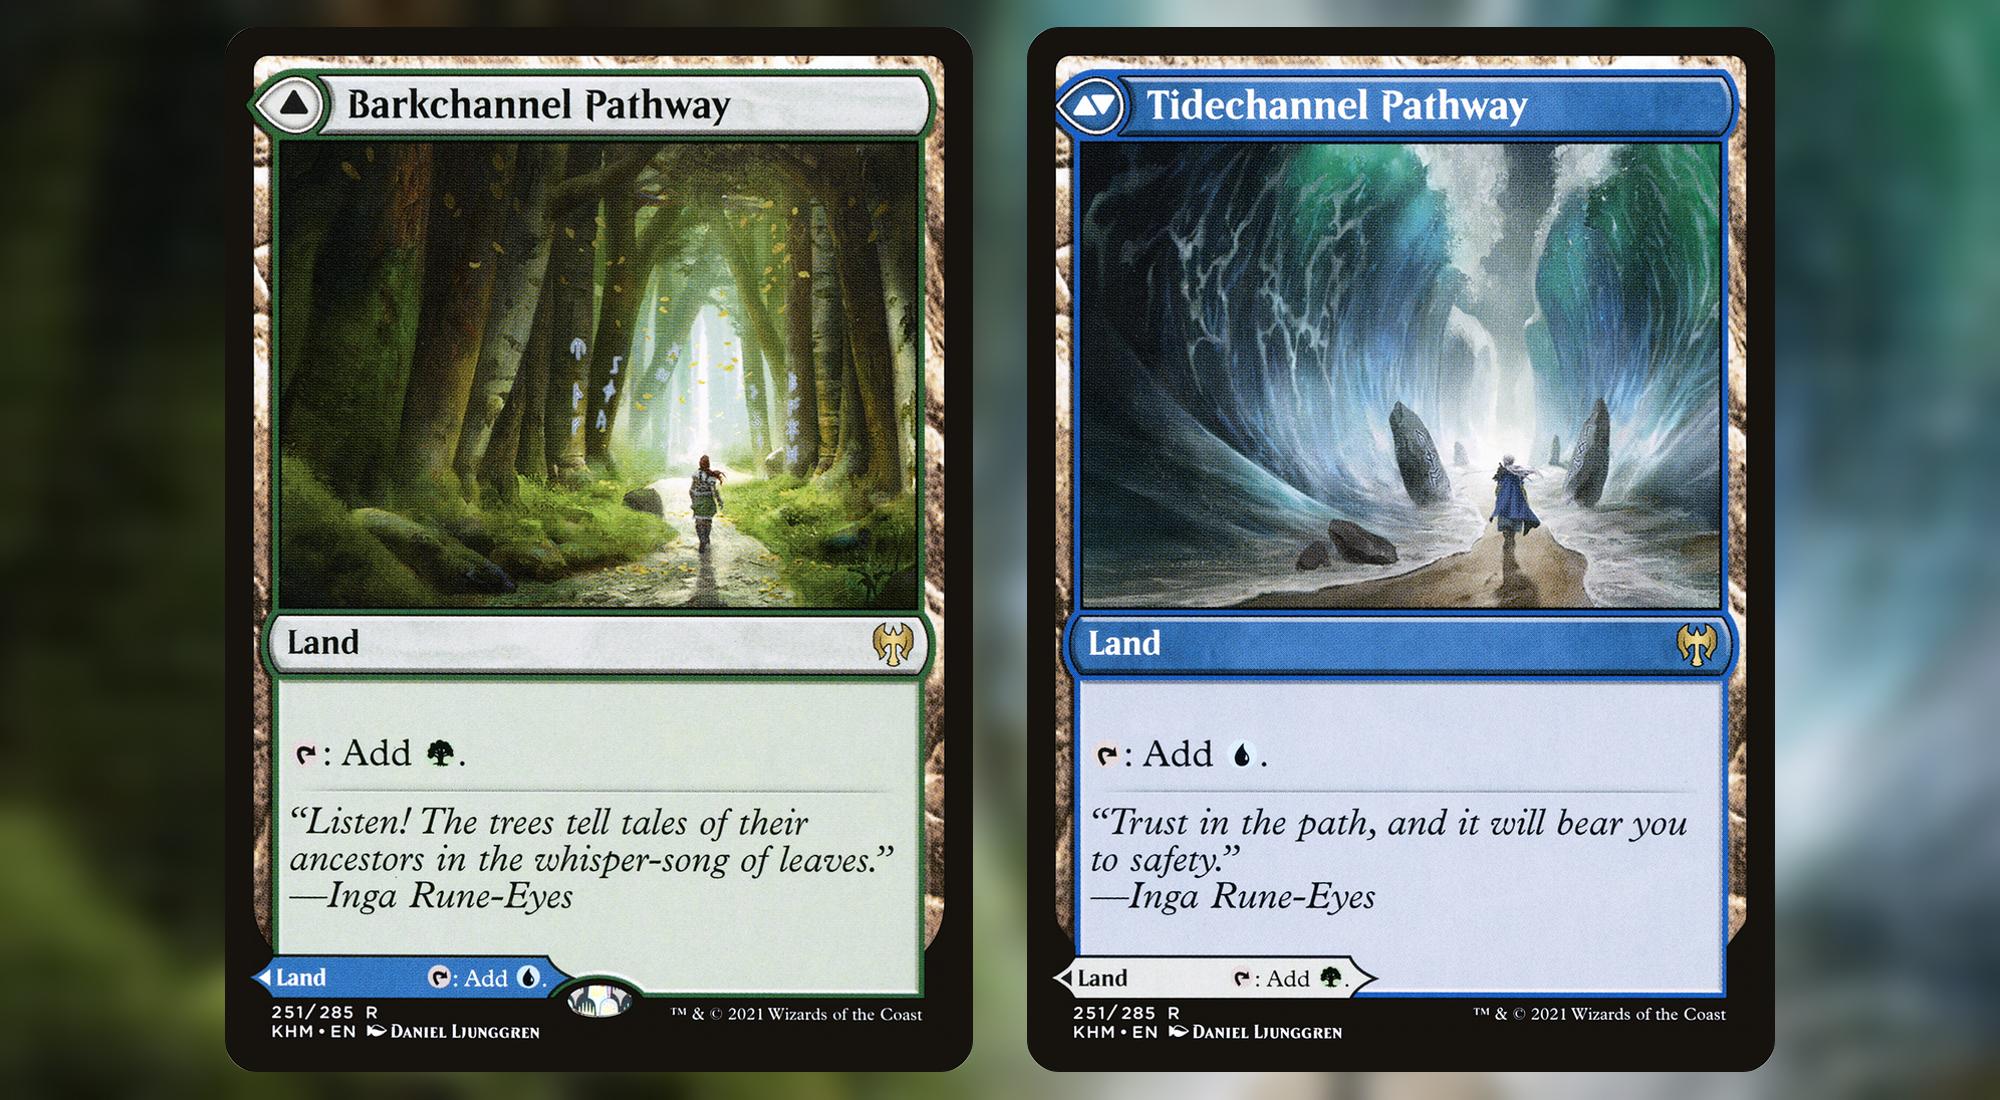 Barkchannel Pathway
Land
: Add .
“Listen! The trees tell tales of their
ancestors in the whisper-song of leaves.”
—Inga Rune-Eyes
Land : Add .
251/285 R
KHM • EN DANIEL LJUNGGREN
™ & © 2021 Wizards of the Coast
Tidechannel Pathway
Land
: Add .
“Trust in the path, and it will bear you
to safety.”
—Inga Rune-Eyes
Land : Add .
251/285 R
KHM • EN DANIEL LJUNGGREN
™ & © 2021 Wizards of the Coast